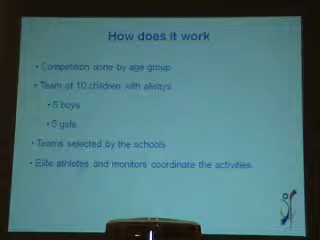 How does it work
• Competition done by age group
• Team of 10 children with always
• 5 boys
• 5 girls
• Teams selected by the schools
• Elite athletes and monitors coordinate the activities.